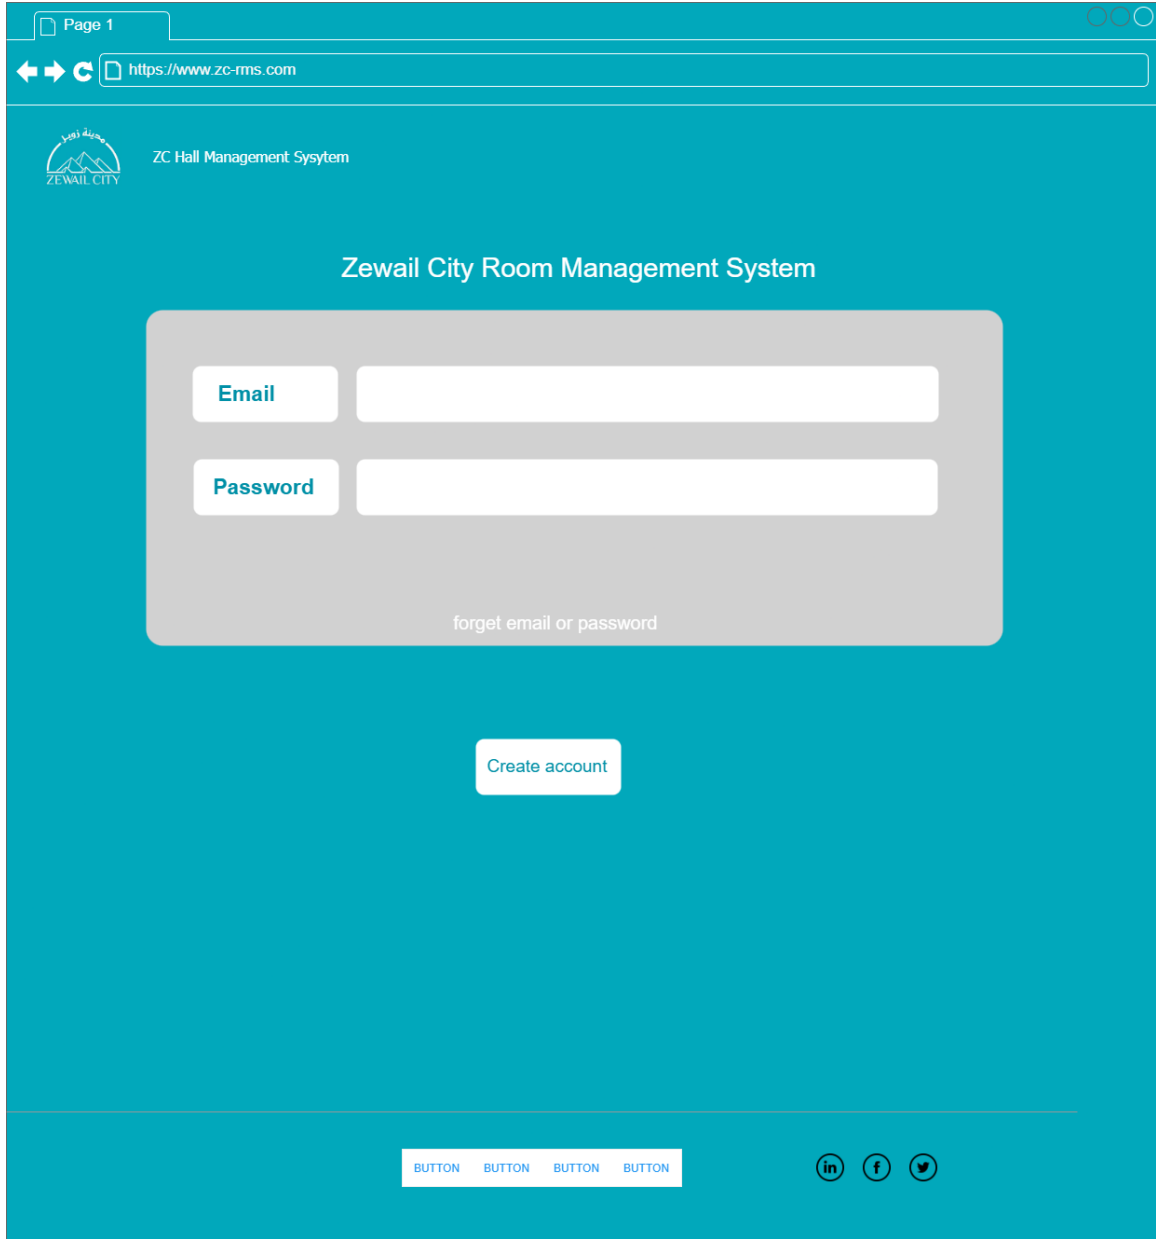 Page 1
https://www.zc-rms.com
مدينة زويل
ZEWAIL CITY
ZC Hall Management Sysytem
Zewail City Room Management System
Email
Password
forget email or password
Create account
BUTTON BUTTON BUTTON BUTTON
in f